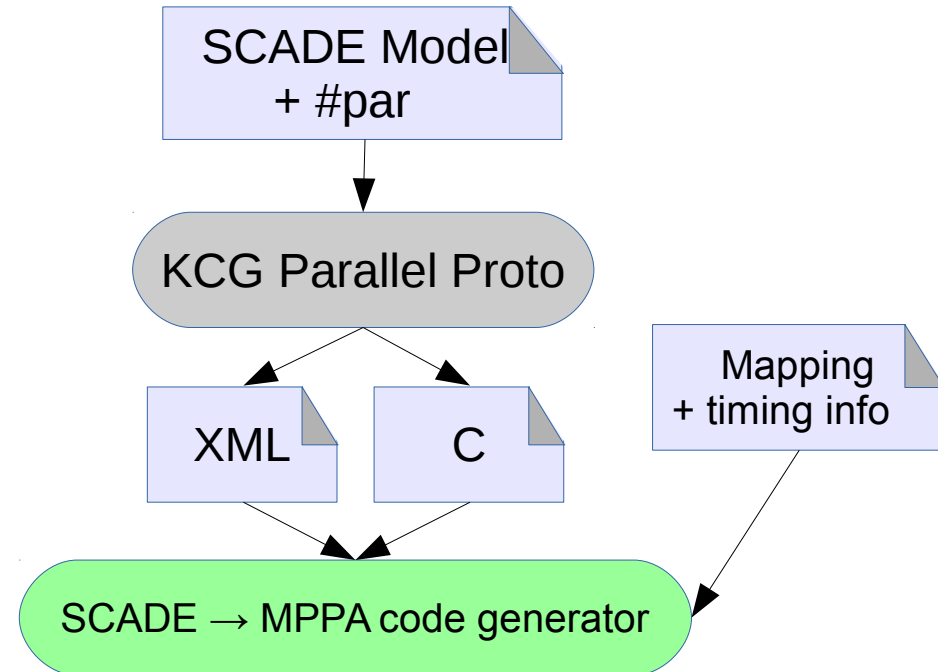 SCADE Model
+ #par
KCG Parallel Proto
Mapping
+ timing info
XML
C
SCADE → MPPA code generator